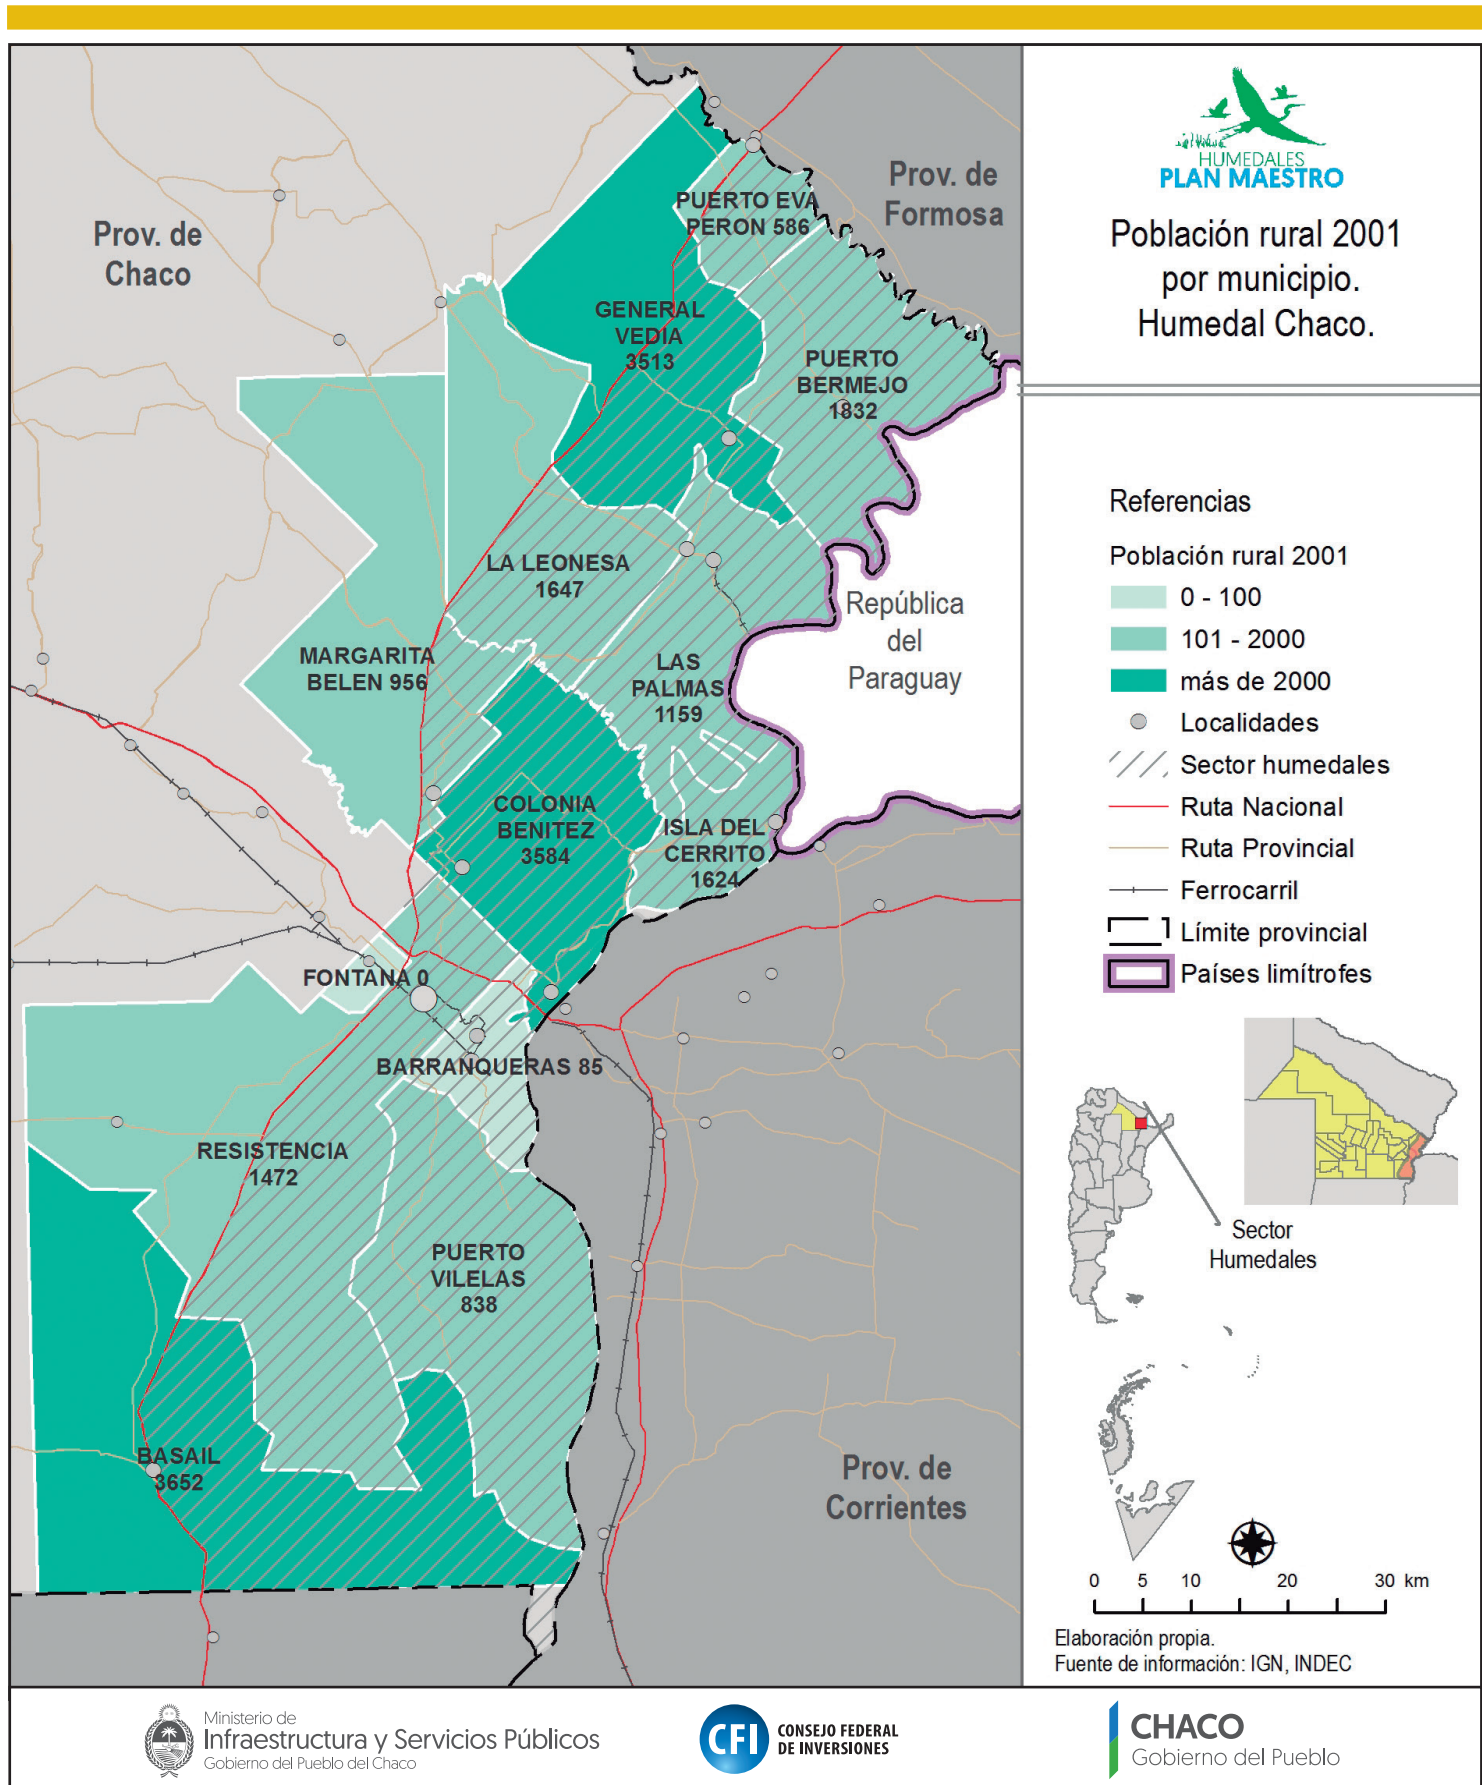 Prov. de
Chaco
Prov. de
Formosa
PUERTO EVA
PERON 586
GENERAL
VEDIA
3513
PUERTO
BERMEJO
1832
LA LEONESA
1647
República
del
Paraguay
MARGARITA
BELEN 956
LAS
PALMAS
1159
COLONIA
BENITEZ
3584
ISLA DEL
CERRITO
1624
FONTANA 0
BARRANQUERAS 85
RESISTENCIA
1472
PUERTO
VILELAS
838
BASAIL
3652
Prov. de
Corrientes
HUMEDALES
PLAN MAESTRO
Población rural 2001
por municipio.
Humedal Chaco.
Referencias
Población rural 2001
0 - 100
101 - 2000
más de 2000
Localidades
Sector humedales
Ruta Nacional
Ruta Provincial
Ferrocarril
Límite provincial
Países limítrofes
Sector
Humedales
0 5 10 20 30 km
Elaboración propia.
Fuente de información: IGN, INDEC
Ministerio de
Infraestructura y Servicios Públicos
Gobierno del Pueblo del Chaco
CFI
CONSEJO FEDERAL
DE INVERSIONES
CHACO
Gobierno del Pueblo